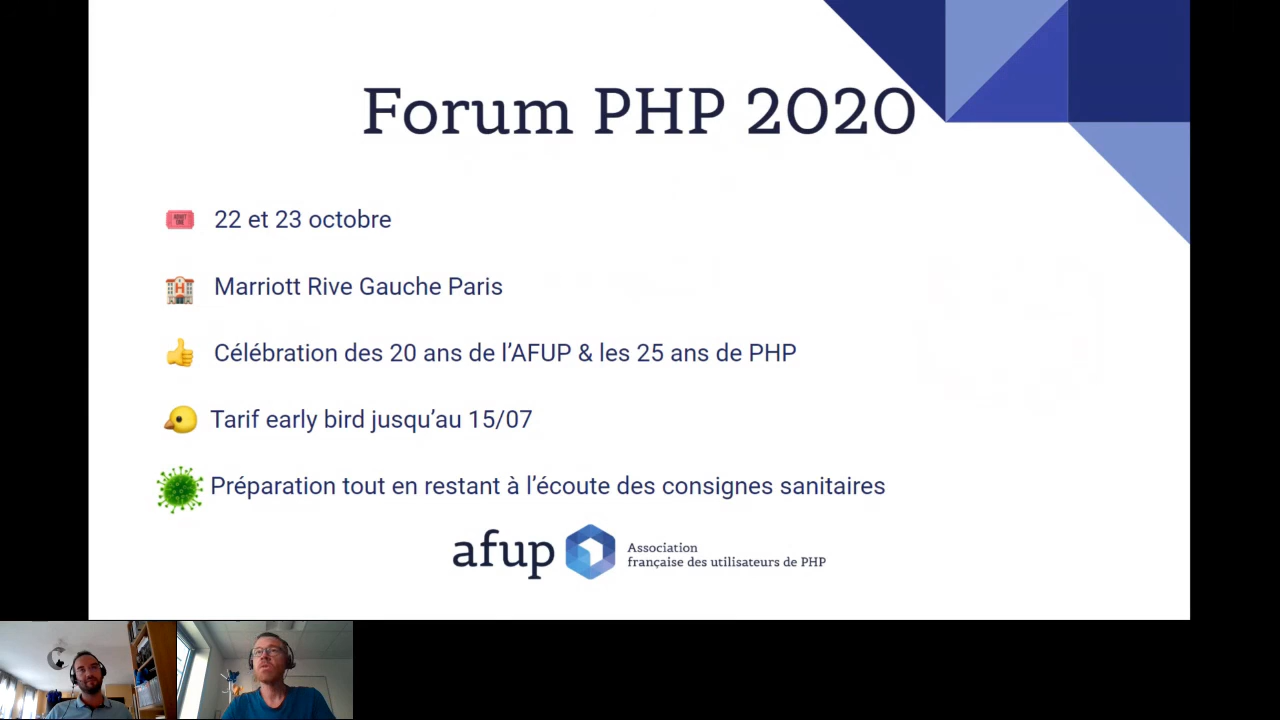 Forum PHP 2020
22 et 23 octobre
Marriott Rive Gauche Paris
Célébration des 20 ans de l’AFUP & les 25 ans de PHP
Tarif early bird jusqu’au 15/07
Préparation tout en restant à l’écoute des consignes sanitaires
afup
Association
française des utilisateurs de PHP